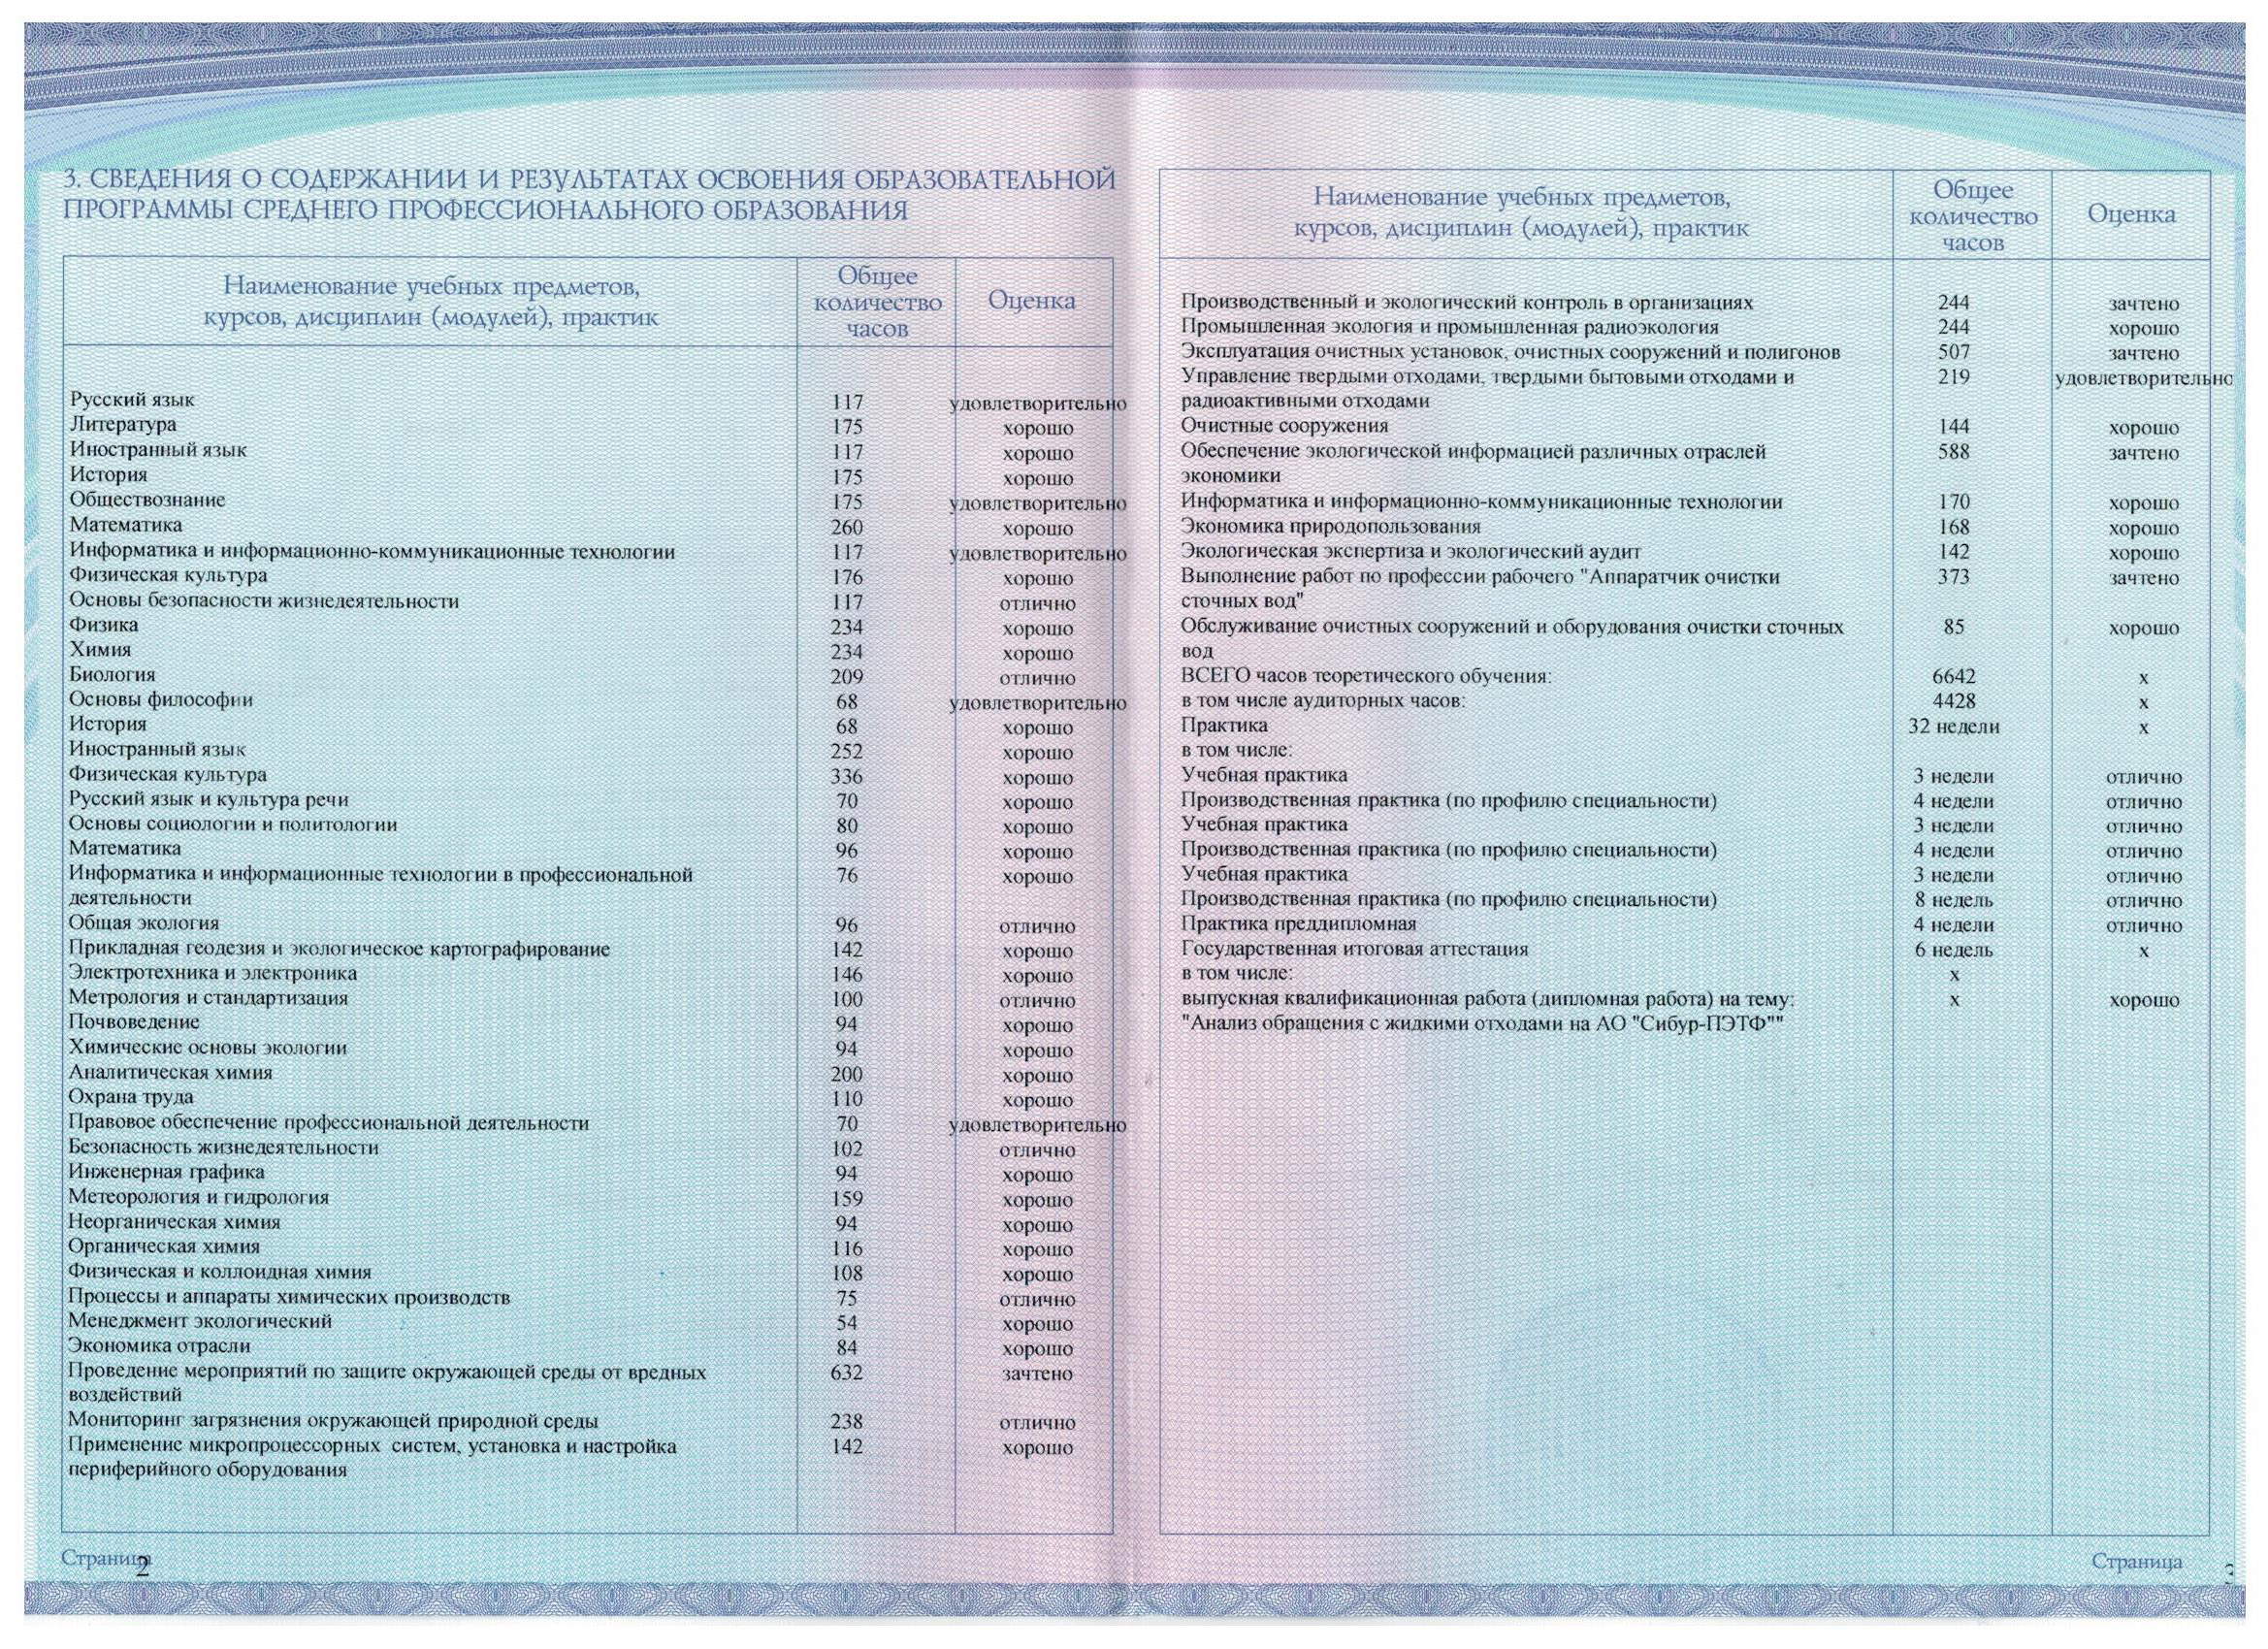 3. СВЕДЕНИЯ О СОДЕРЖАНИИ И РЕЗУЛЬТАТАХ ОСВОЕНИЯ ОБРАЗОВАТЕЛЬНОЙ
ПРОГРАММЫ СРЕДНЕГО ПРОФЕССИОНАЛЬНОГО ОБРАЗОВАНИЯ
Наименование учебных предметов,
курсов, дисциплин (модулей), практик
Общее
количество
часов
Оценка
Русский язык 117 удовлетворительно
Литература 175 хорошо
Иностранный язык 117 хорошо
История 175 хорошо
Обществознание 175 удовлетворительно
Математика 260 хорошо
Информатика и информационно-коммуникационные технологии 117 удовлетворительно
Физическая культура 176 хорошо
Основы безопасности жизнедеятельности 117 отлично
Физика 234 хорошо
Химия 234 хорошо
Биология 209 отлично
Основы философии 68 удовлетворительно
История 68 хорошо
Иностранный язык 252 хорошо
Физическая культура 336 хорошо
Русский язык и культура речи 70 хорошо
Основы социологии и политологии 80 хорошо
Математика 96 хорошо
Информатика и информационные технологии в профессиональной 76 хорошо
деятельности
Общая экология 96 отлично
Прикладная геодезия и экологическое картографирование 142 хорошо
Электротехника и электроника 146 хорошо
Метрология и стандартизация 100 отлично
Почвоведение 94 хорошо
Химические основы экологии 94 хорошо
Аналитическая химия 200 хорошо
Охрана труда 110 хорошо
Правовое обеспечение профессиональной деятельности 70 удовлетворительно
Безопасность жизнедеятельности 102 отлично
Инженерная графика 94 хорошо
Метеорология и гидрология 159 хорошо
Неорганическая химия 94 хорошо
Органическая химия 116 хорошо
Физическая и коллоидная химия 108 хорошо
Процессы и аппараты химических производств 75 отлично
Менеджмент экологический 54 хорошо
Экономика отрасли 84 хорошо
Проведение мероприятий по защите окружающей среды от вредных 632 зачтено
воздействий
Мониторинг загрязнения окружающей природной среды 238 отлично
Применение микропроцессорных систем, установка и настройка 142 хорошо
периферийного оборудования
Страница 2
Наименование учебных предметов,
курсов, дисциплин (модулей), практик
Общее
количество
часов
Оценка
Производственный и экологический контроль в организациях 244 зачтено
Промышленная экология и промышленная радиоэкология 244 хорошо
Эксплуатация очистных установок, очистных сооружений и полигонов 507 зачтено
Управление твердыми отходами, твердыми бытовыми отходами и 219 удовлетворительно
радиоактивными отходами
Очистные сооружения 144 хорошо
Обеспечение экологической информацией различных отраслей 588 зачтено
экономики
Информатика и информационно-коммуникационные технологии 170 хорошо
Экономика природопользования 168 хорошо
Экологическая экспертиза и экологический аудит 142 хорошо
Выполнение работ по профессии рабочего "Аппаратчик очистки 373 зачтено
сточных вод"
Обслуживание очистных сооружений и оборудования очистки сточных 85 хорошо
вод
ВСЕГО часов теоретического обучения: 6642 х
в том числе аудиторных часов: 4428 х
Практика 32 недели х
в том числе:
Учебная практика 3 недели отлично
Производственная практика (по профилю специальности) 4 недели отлично
Учебная практика 3 недели отлично
Производственная практика (по профилю специальности) 4 недели отлично
Учебная практика 3 недели отлично
Производственная практика (по профилю специальности) 8 недель отлично
Практика преддипломная 4 недели отлично
Государственная итоговая аттестация 6 недель х
в том числе: х
выпускная квалификационная работа (дипломная работа) на тему: х хорошо
"Анализ обращения с жидкими отходами на АО "Сибур-ПЭТФ""
Страница